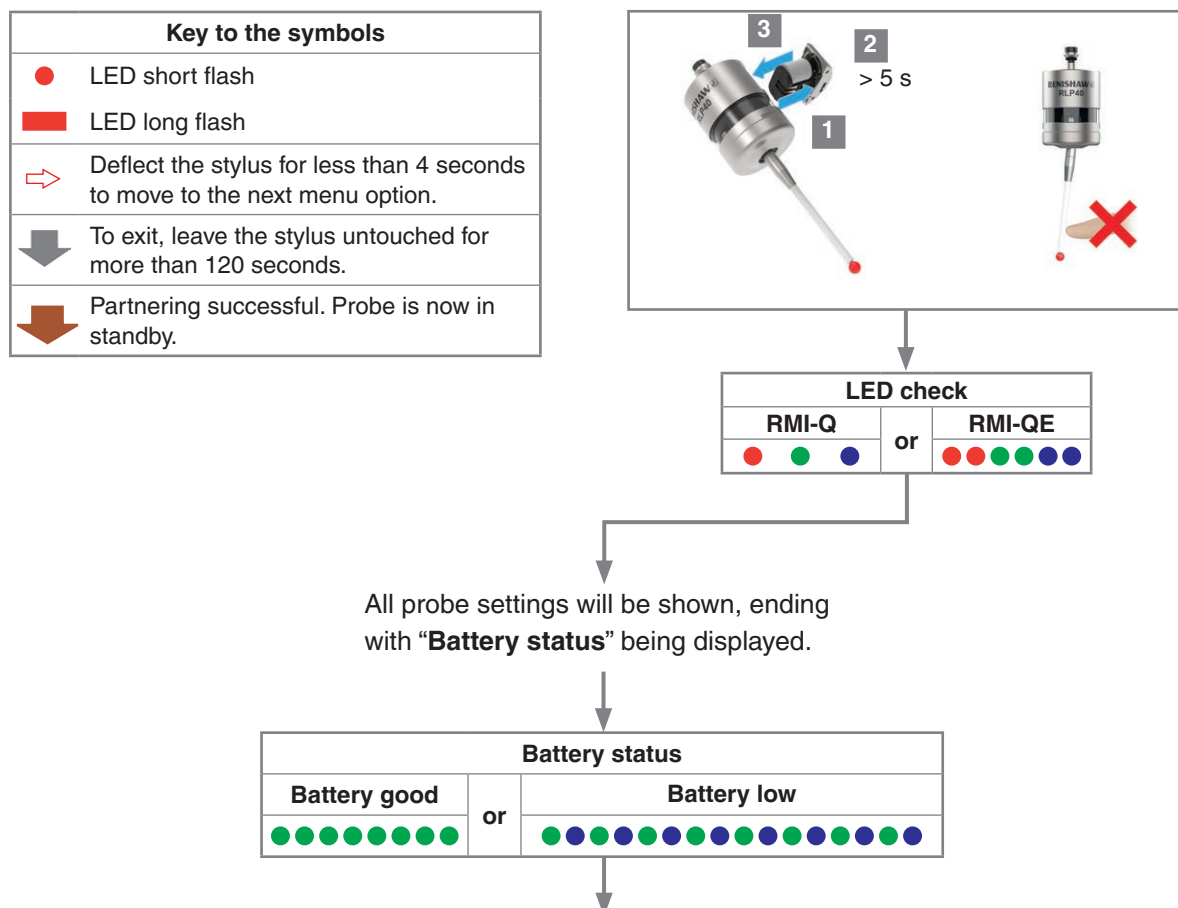 Key to the symbols
LED short flash
LED long flash
Deflect the stylus for less than 4 seconds
to move to the next menu option.
To exit, leave the stylus untouched for
more than 120 seconds.
Partnering successful. Probe is now in
standby.
3
2
> 5 s
1
RENISHAW
RLP40
RENISHAW
RLP40
LED check
RMI-Q
or
RMI-QE
All probe settings will be shown, ending
with “Battery status” being displayed.
Battery status
Battery good
or
Battery low